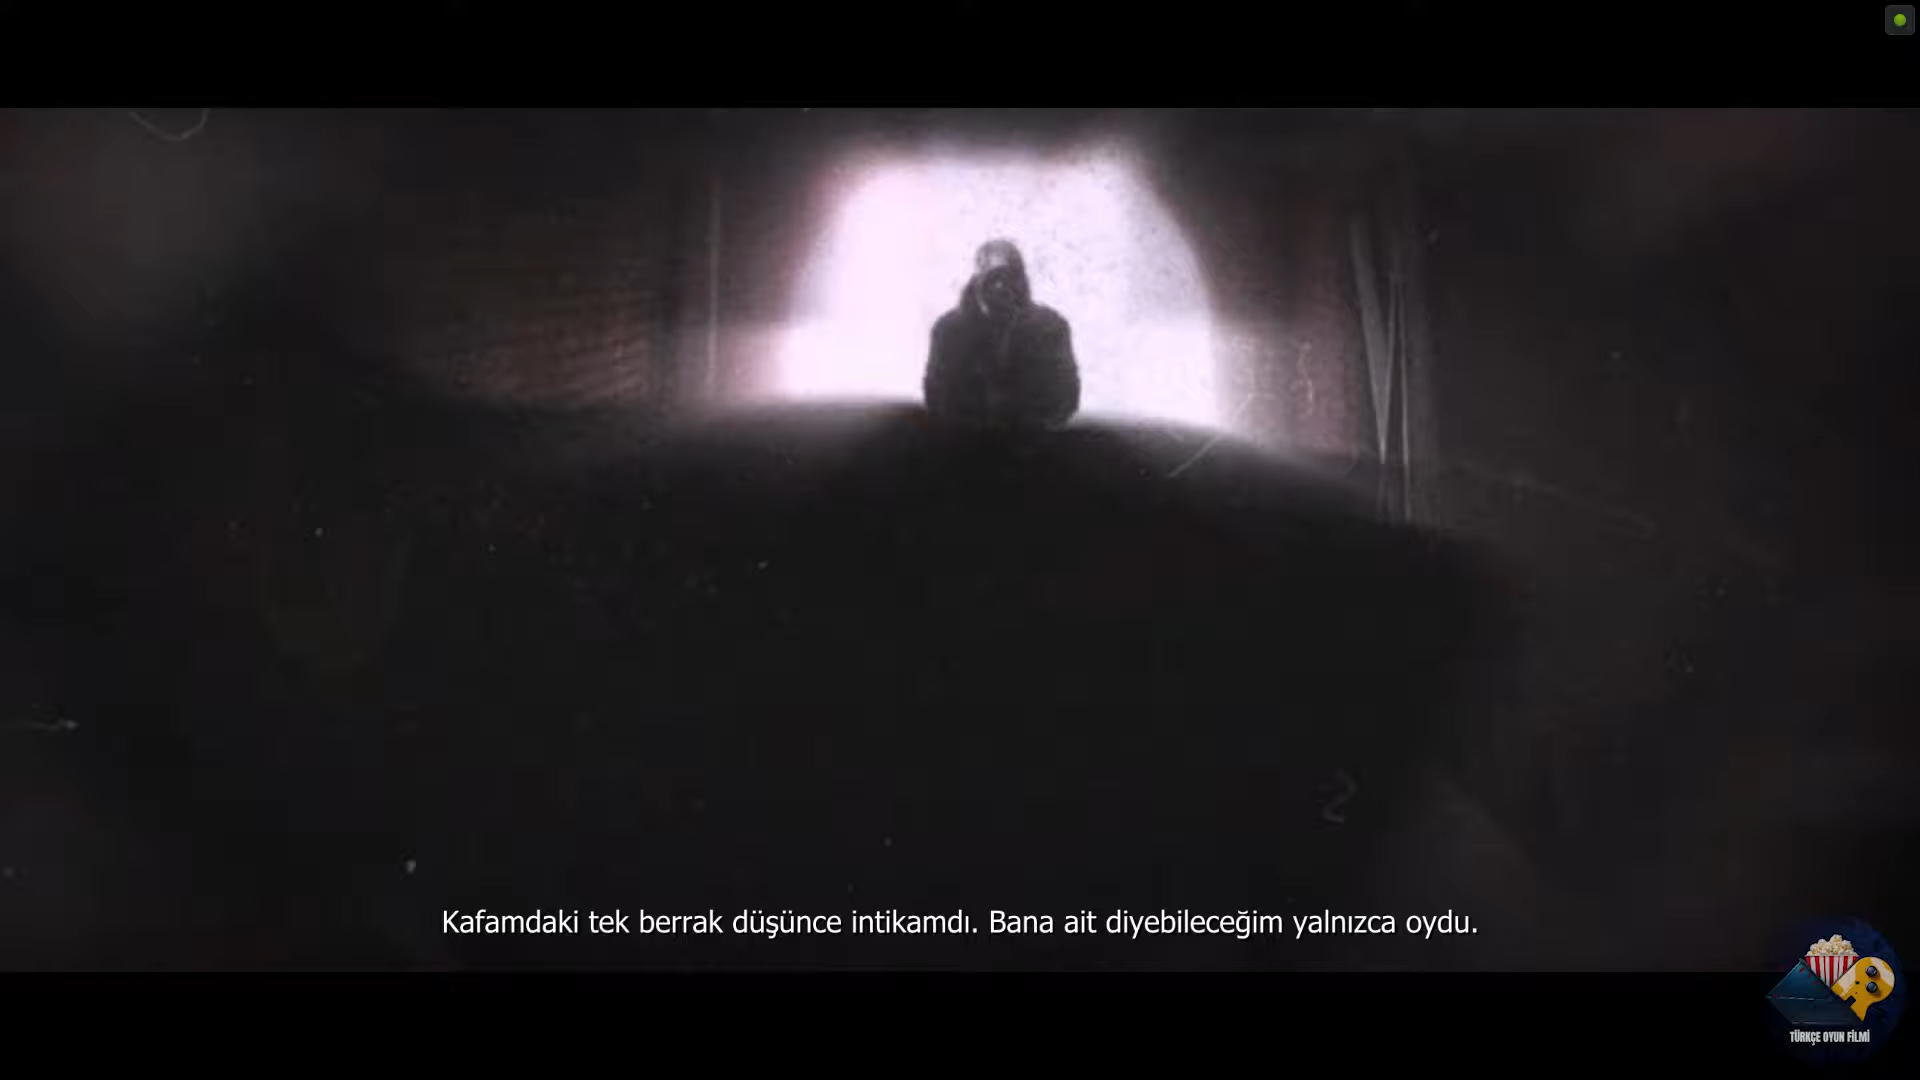 Kafamdaki tek berrak düşünce intikamdı. Bana ait diyebileceğim yalnızca oydu.
TÜRKÇE OYUN FİLMİ